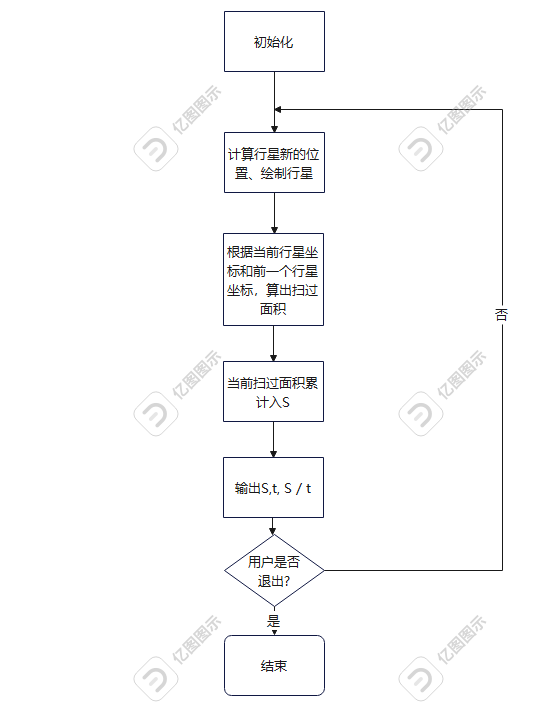 初始化
亿图图示
亿图图示
计算行星新的位
置、绘制行星
根据当前行星坐
标和前一个行星
坐标，算出扫过
面积
否
亿图图示
亿图图示
当前扫过面积累
计入S
输出S,t, S / t
用户是否
退出?
是
亿图图示
亿图图示
结束